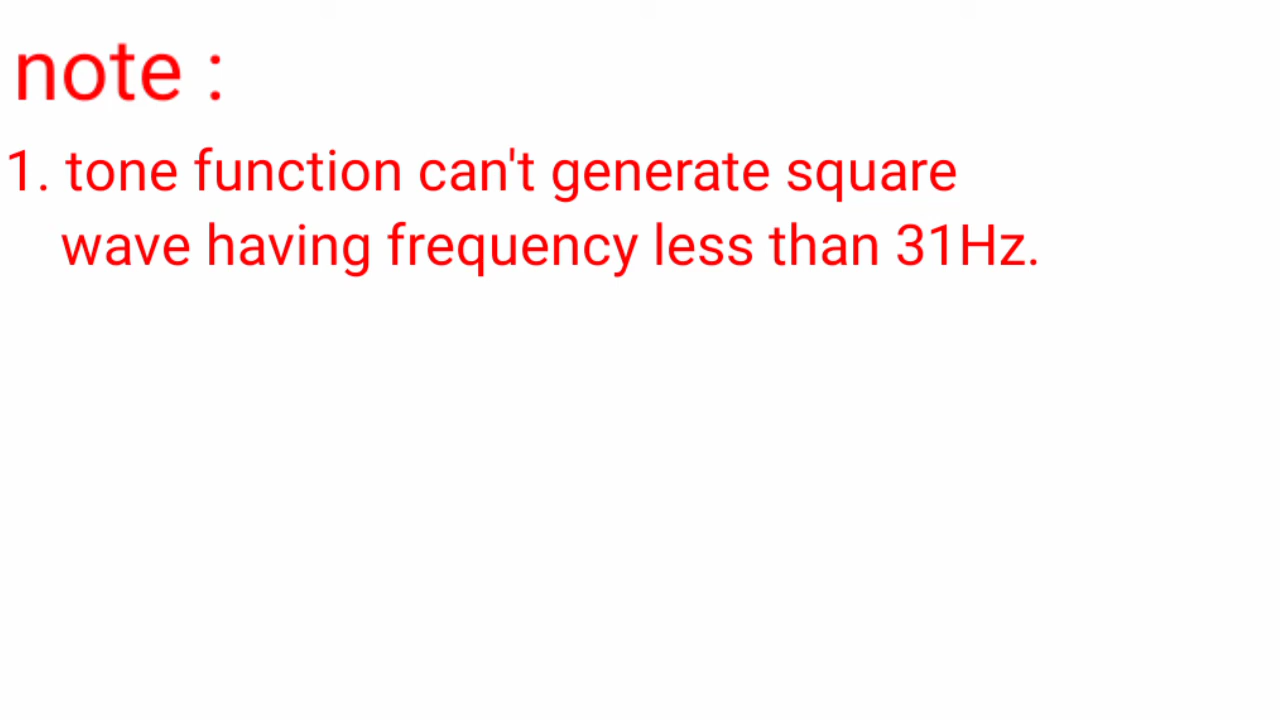 note :
1. tone function can't generate square
wave having frequency less than 31Hz.